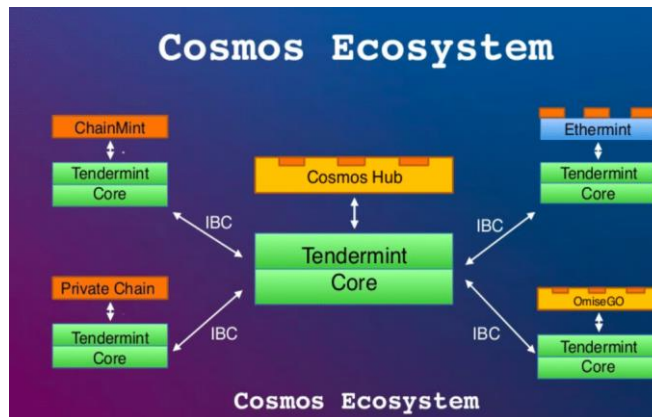 Cosmos Ecosystem
ChainMint
Tendermint
Core
Cosmos Hub
Tendermint
Core
Ethermint
Tendermint
Core
IBC
IBC
Private Chain
Tendermint
Core
IBC
IBC
OmiseGO
Tendermint
Core
Cosmos Ecosystem